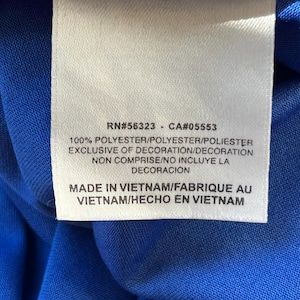 RN#56323 - CA#05553
100% POLYESTER/POLYESTER/POLIESTER
EXCLUSIVE OF DECORATION/DECORATION
NON COMPRISE/NO INCLUYE LA
DECORACION
MADE IN VIETNAM/FABRIQUE AU
VIETNAM/HECHO EN VIETNAM